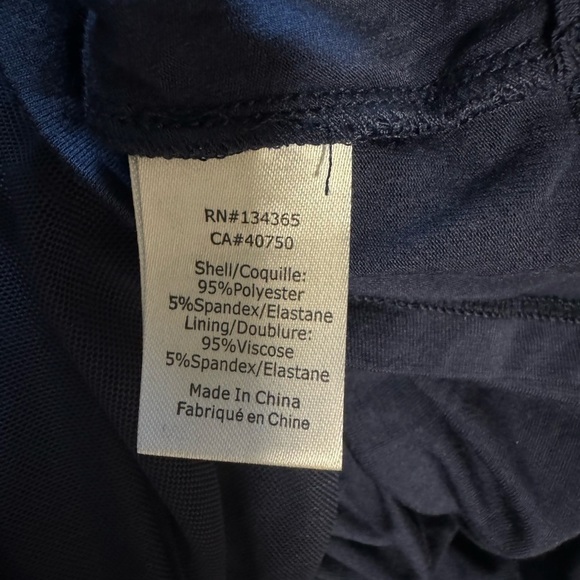 RN#134365
CA#40750
Shell/Coquille:
95%Polyester
5%Spandex/Elastane
Lining/Doublure:
95%Viscose
5%Spandex/Elastane
Made In China
Fabriqué en Chine